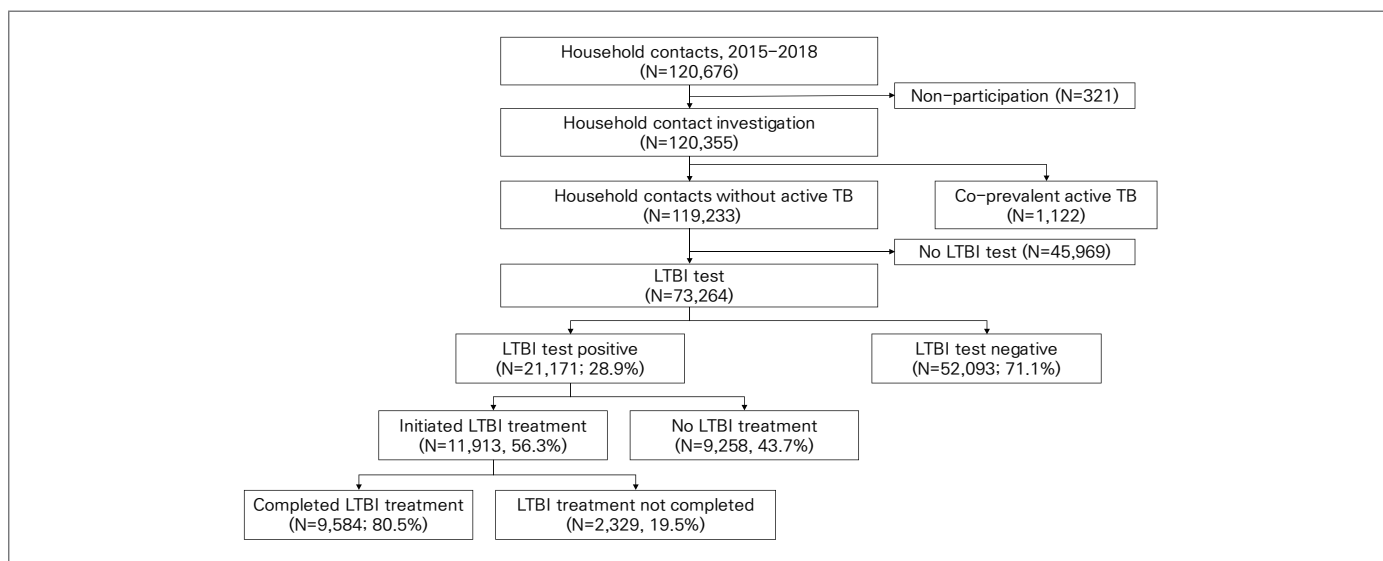 Household contacts, 2015−2018
(N=120,676)
Non−participation (N=321)
Household contact investigation
(N=120,355)
Household contacts without active TB
(N=119,233)
Co−prevalent active TB
(N=1,122)
No LTBI test (N=45,969)
LTBI test
(N=73,264)
LTBI test positive
(N=21,171; 28.9%)
LTBI test negative
(N=52,093; 71.1%)
Initiated LTBI treatment
(N=11,913, 56.3%)
No LTBI treatment
(N=9,258, 43.7%)
Completed LTBI treatment
(N=9,584; 80.5%)
LTBI treatment not completed
(N=2,329, 19.5%)